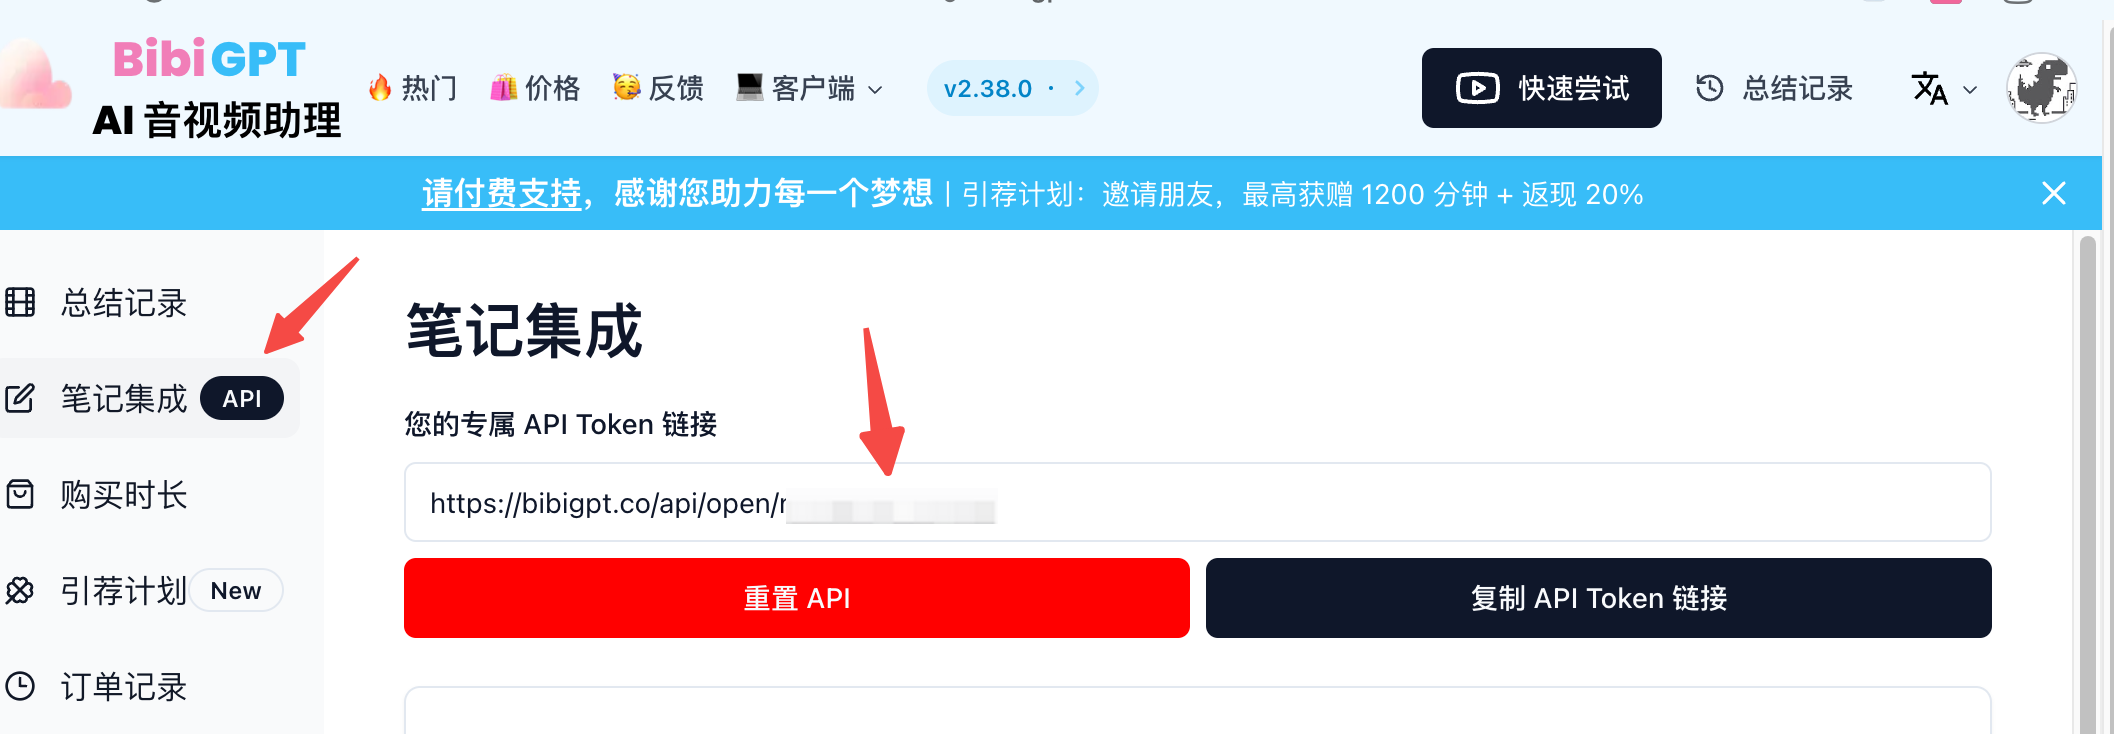 BibiGPT
AI 音视频助理
热门
价格
反馈
客户端
v2.38.0 ·
快速尝试
总结记录
请付费支持，感谢您助力每一个梦想 | 引荐计划：邀请朋友，最高获赠 1200 分钟 + 返现 20%
总结记录
笔记集成 API
购买时长
引荐计划 New
订单记录
笔记集成
您的专属 API Token 链接
https://bibigpt.co/api/open/
重置 API
复制 API Token 链接